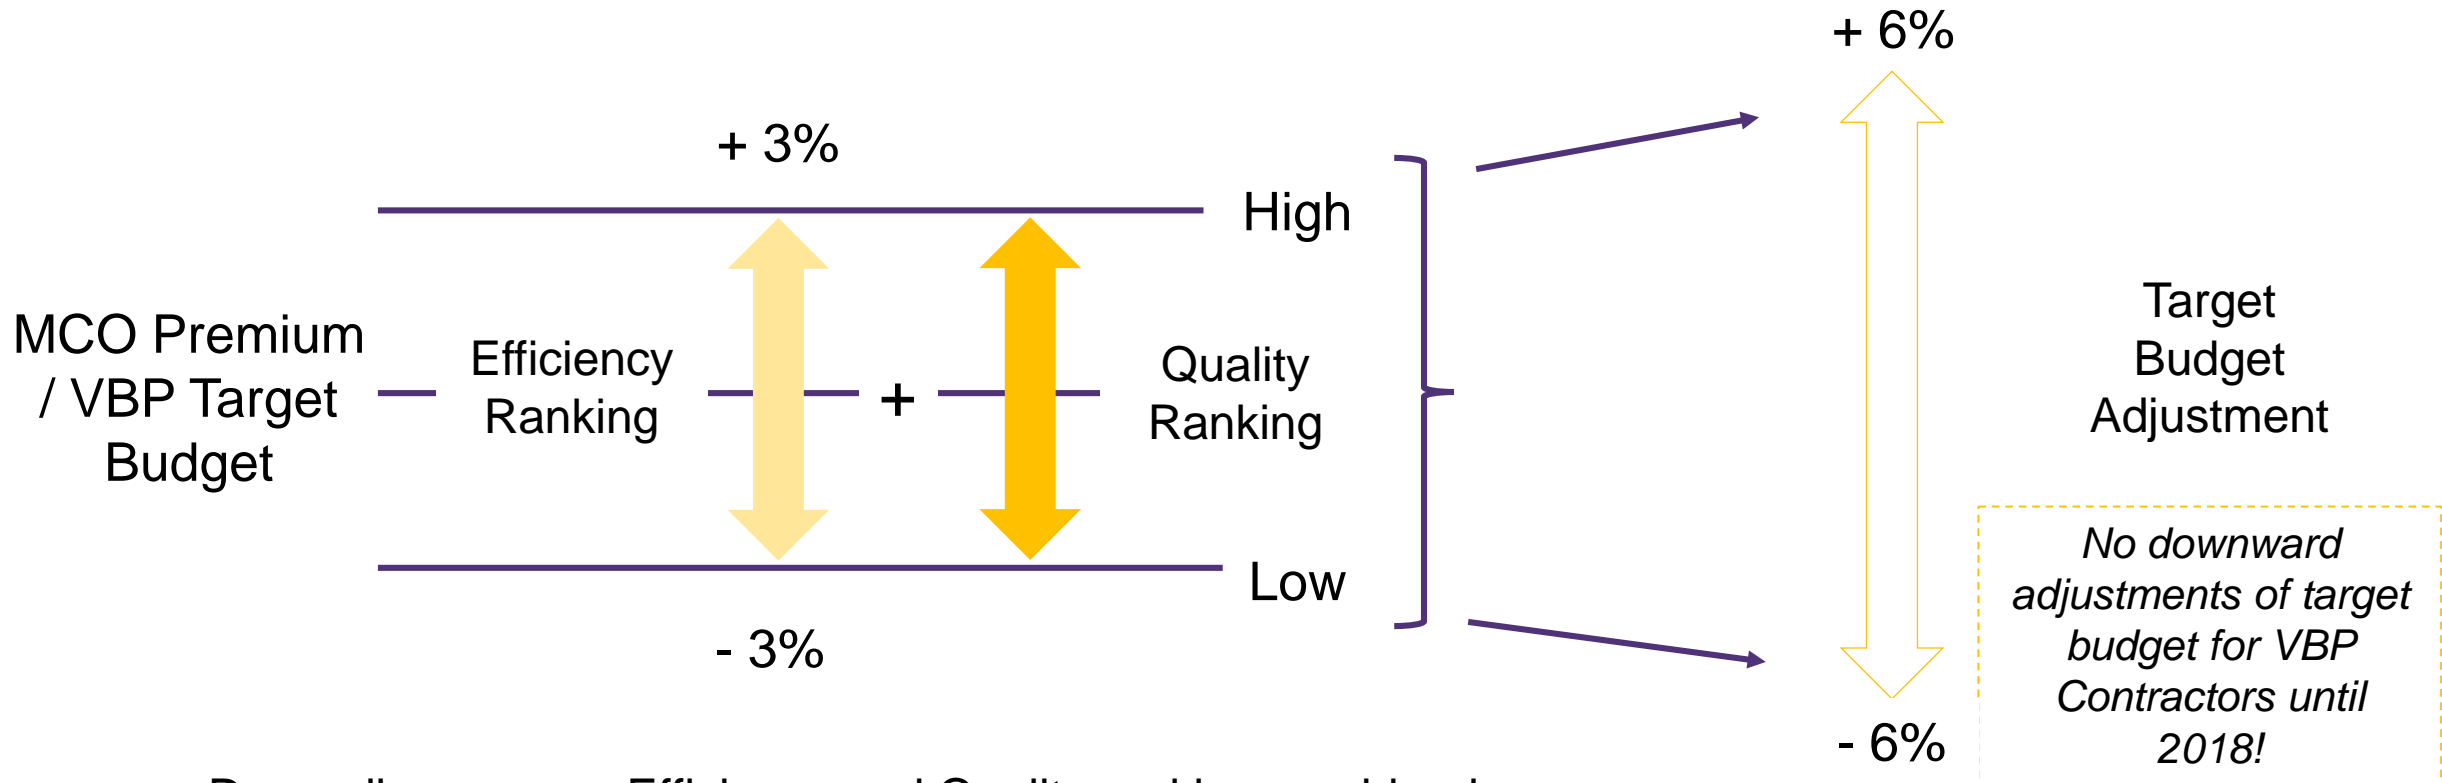 + 6%
+ 3%
High
MCO Premium
/ VBP Target
Budget
Efficiency
Ranking
+
Quality
Ranking
Target
Budget
Adjustment
Low
- 3%
- 6%
No downward
adjustments of target
budget for VBP
Contractors until
2018!